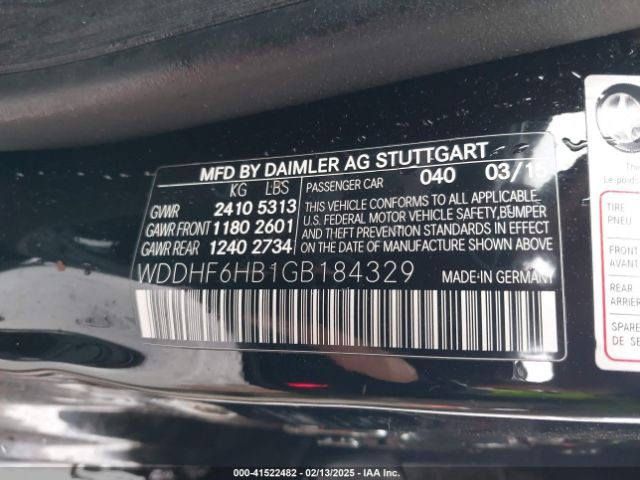 MFD BY DAIMLER AG STUTTGART
KG LBS
GVWR 2410 5313
GAWR FRONT 1180 2601
GAWR REAR 1240 2734
PASSENGER CAR 040 03/15
THIS VEHICLE CONFORMS TO ALL APPLICABLE
U.S. FEDERAL MOTOR VEHICLE SAFETY, BUMPER
AND THEFT PREVENTION STANDARDS IN EFFECT
ON THE DATE OF MANUFACTURE SHOWN ABOVE
WDDHF6HB1GB184329 MADE IN GERMANY
Le poid
TIRE
PNEU
FRONT
AVANT
REAR
ARRIER
SPARE
DE SE
000-41522482 - 02/13/2025 - IAA Inc.